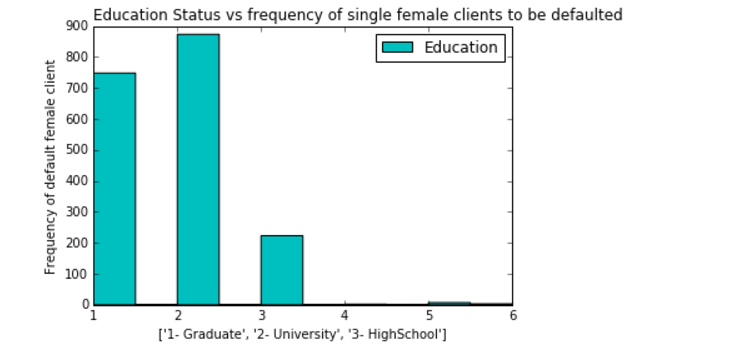 Education Status vs frequency of single female clients to be defaulted
Education
900
800
700
600
500
400
300
200
100
0
Frequency of default female client
1 2 3 4 5 6
['1- Graduate', '2- University', '3- HighSchool']